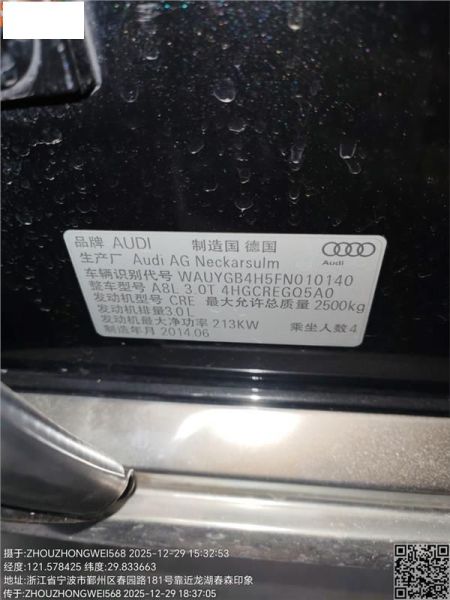 品牌 AUDI 制造国 德国
生产厂 Audi AG Neckarsulm
Audi
车辆识别代号 WAUYGB4H5FN010140
整车型号 A8L 3.0T 4HGCREGQ5A0
发动机型号 CRE 最大允许总质量 2500kg
发动机排量3.0L
发动机最大净功率 213KW 乘坐人数4
制造年月 2014.06
摄于:ZHOUZHONGWEI568 2025-12-29 15:32:53
经度:121.578425 纬度:29.833663
地址:浙江省宁波市鄞州区春园路181号靠近龙湖春森印象
传于:ZHOUZHONGWEI568 2025-12-29 18:37:05